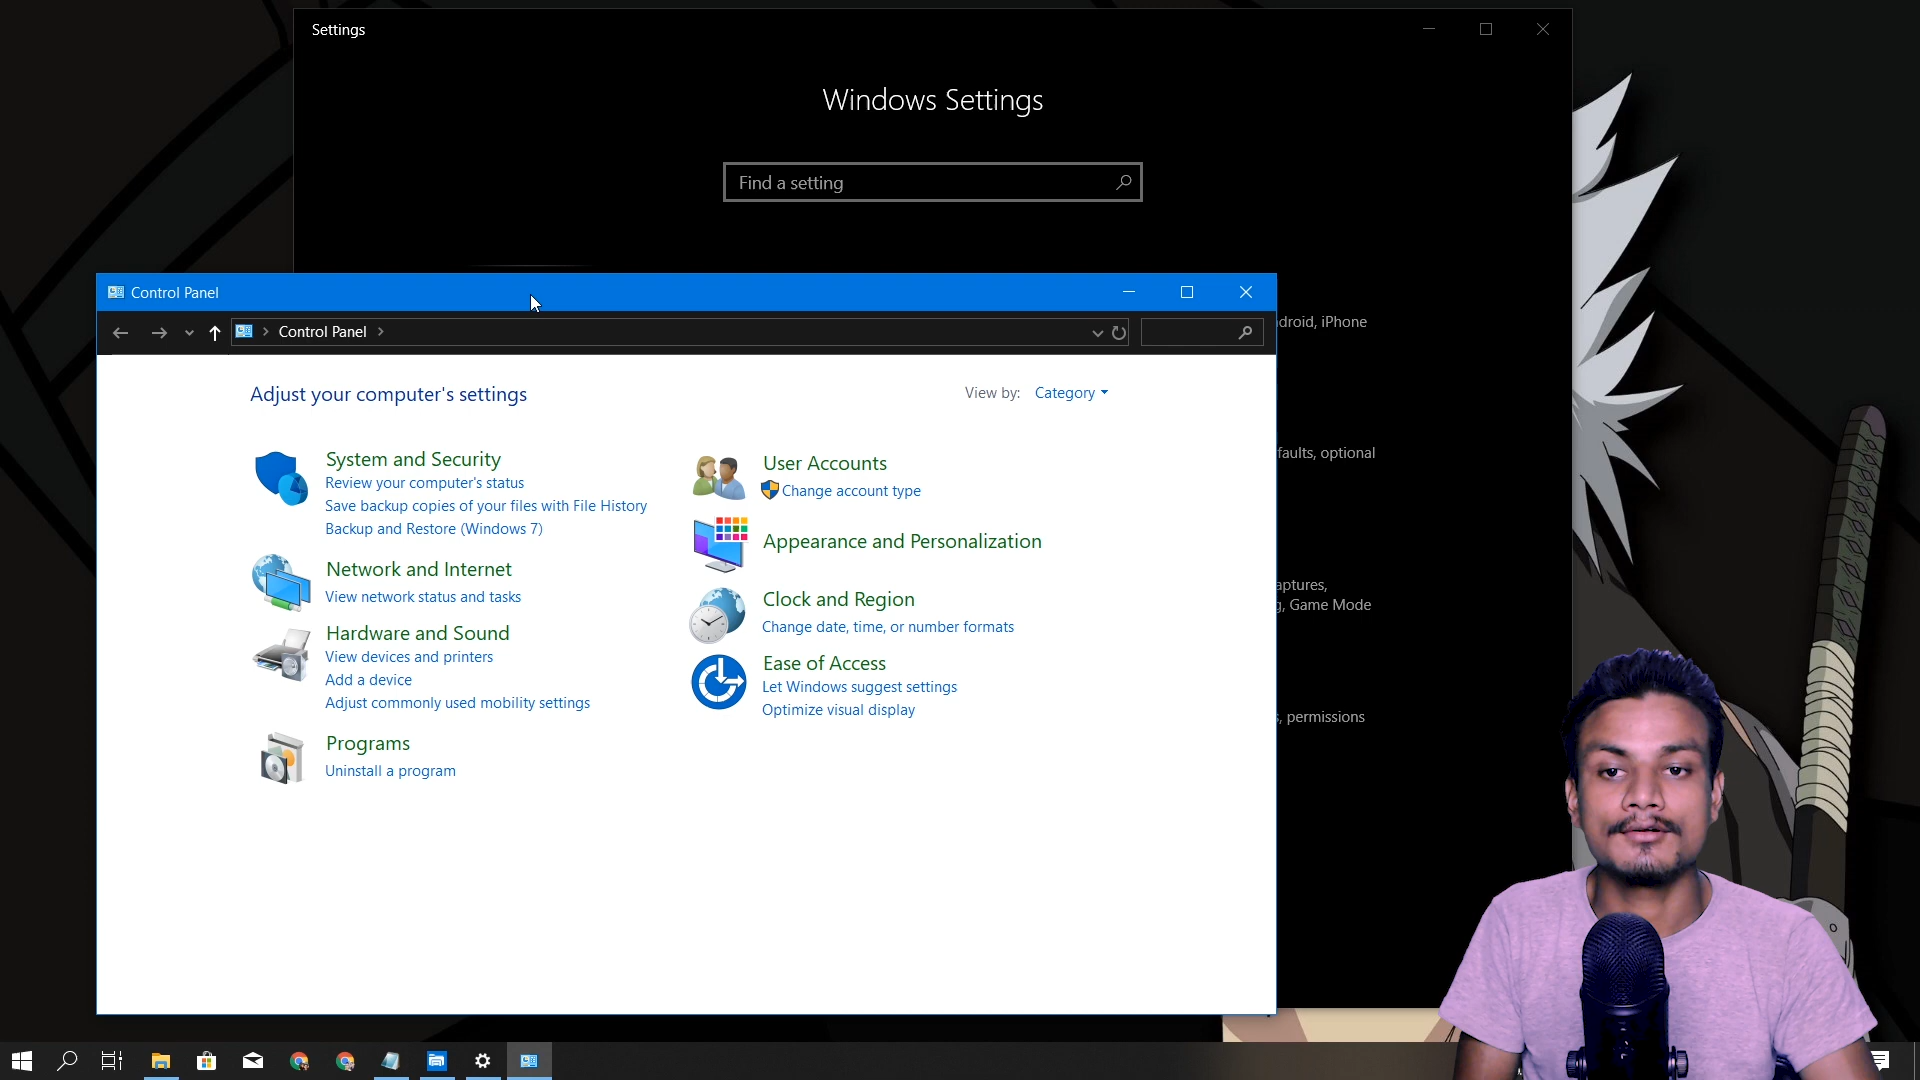 Settings
Windows Settings
Find a setting
Control Panel
Control Panel
Adjust your computer's settings
View by: Category
System and Security
Review your computer's status
Save backup copies of your files with File History
Backup and Restore (Windows 7)
Network and Internet
View network status and tasks
Hardware and Sound
View devices and printers
Add a device
Adjust commonly used mobility settings
Programs
Uninstall a program
User Accounts
Change account type
Appearance and Personalization
Clock and Region
Change date, time, or number formats
Ease of Access
Let Windows suggest settings
Optimize visual display
droid, iPhone
faults, optional
aptures,
g, Game Mode
s, permissions